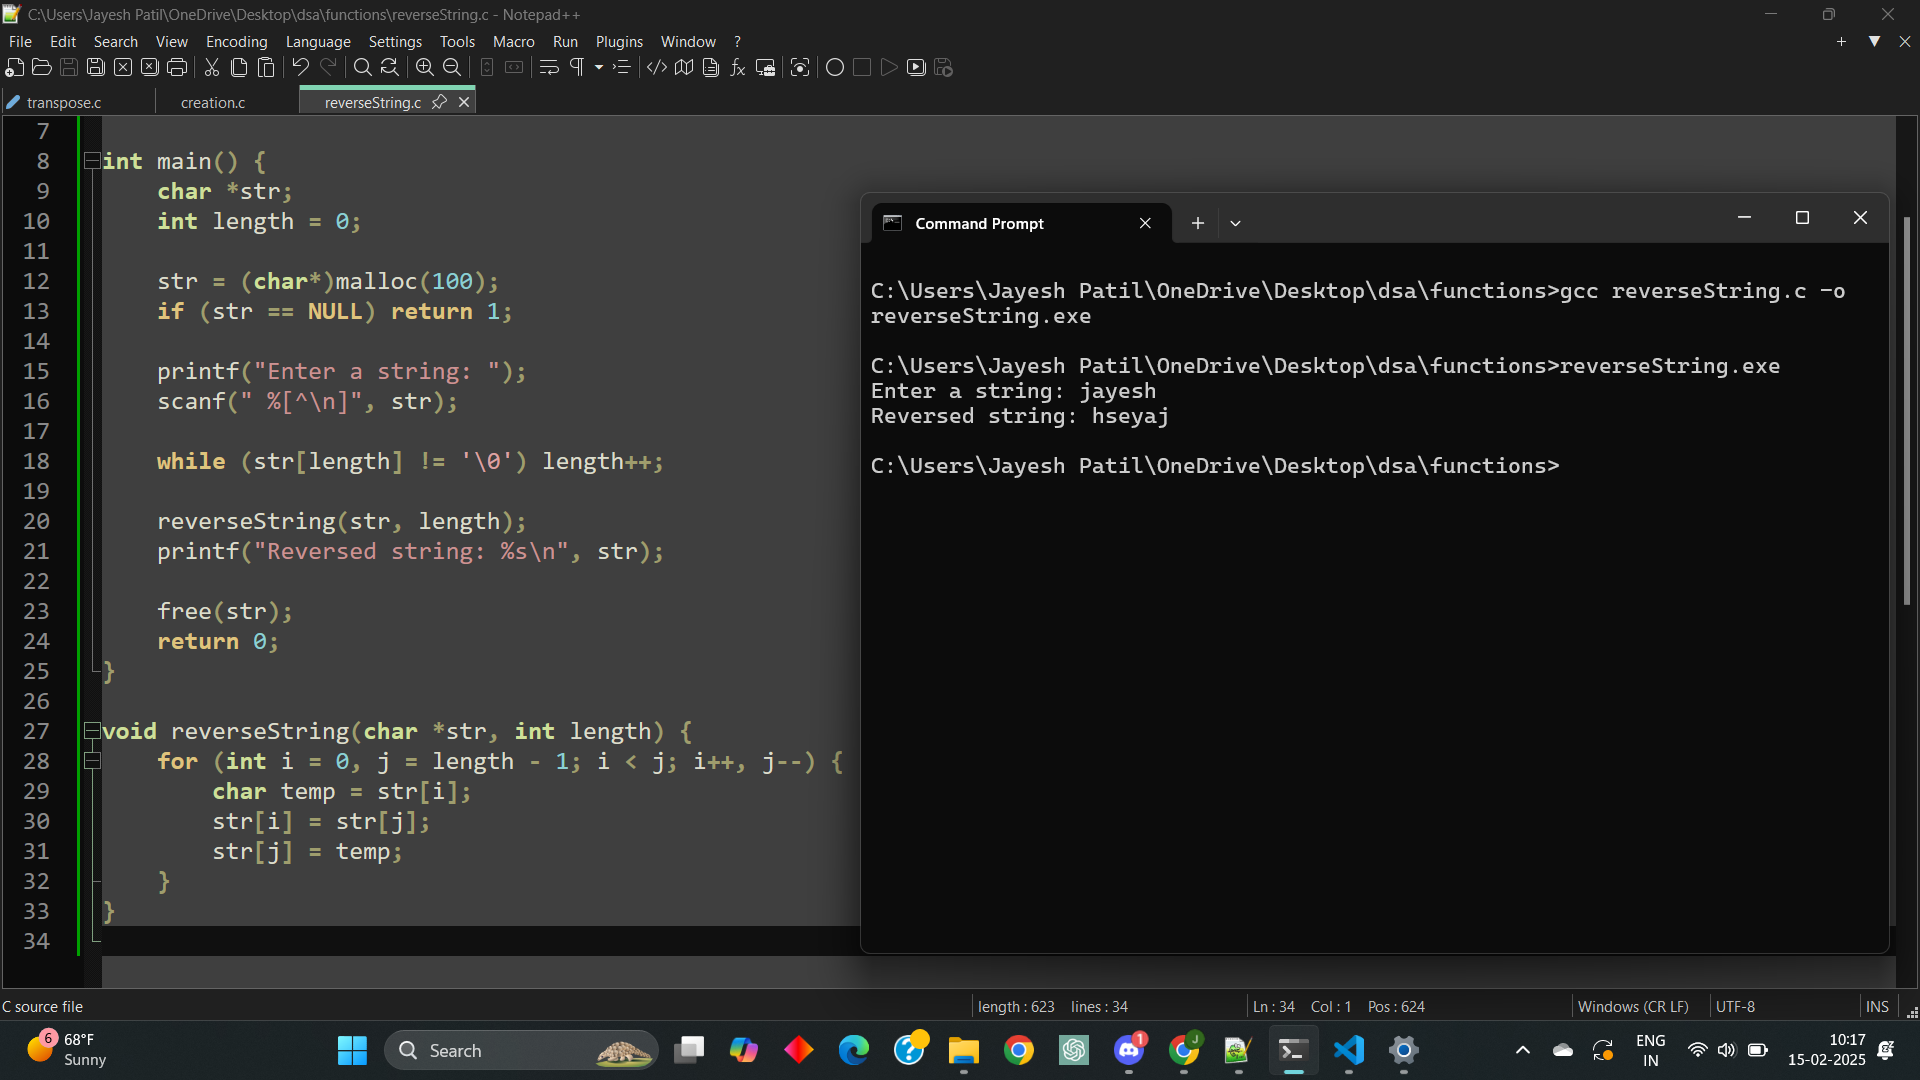 C:\Users\Jayesh Patil\OneDrive\Desktop\dsa\functions\reverseString.c - Notepad++
File Edit Search View Encoding Language Settings Tools Macro Run Plugins Window ?
transpose.c creation.c reverseString.c
7
8 int main() {
9 char *str;
10 int length = 0;
11
12 str = (char*)malloc(100);
13 if (str == NULL) return 1;
14
15 printf("Enter a string: ");
16 scanf(" %[^\n]", str);
17
18 while (str[length] != '\0') length++;
19
20 reverseString(str, length);
21 printf("Reversed string: %s\n", str);
22
23 free(str);
24 return 0;
25 }
26
27 void reverseString(char *str, int length) {
28 for (int i = 0, j = length - 1; i < j; i++, j--) {
29 char temp = str[i];
30 str[i] = str[j];
31 str[j] = temp;
32 }
33 }
34
Command Prompt
C:\Users\Jayesh Patil\OneDrive\Desktop\dsa\functions>gcc reverseString.c -o
reverseString.exe
C:\Users\Jayesh Patil\OneDrive\Desktop\dsa\functions>reverseString.exe
Enter a string: jayesh
Reversed string: hseyaj
C:\Users\Jayesh Patil\OneDrive\Desktop\dsa\functions>
C source file length : 623 lines : 34 Ln : 34 Col : 1 Pos : 624 Windows (CR LF) UTF-8 INS
6 68°F
Sunny
Search
1
J
ENG
IN
10:17
15-02-2025